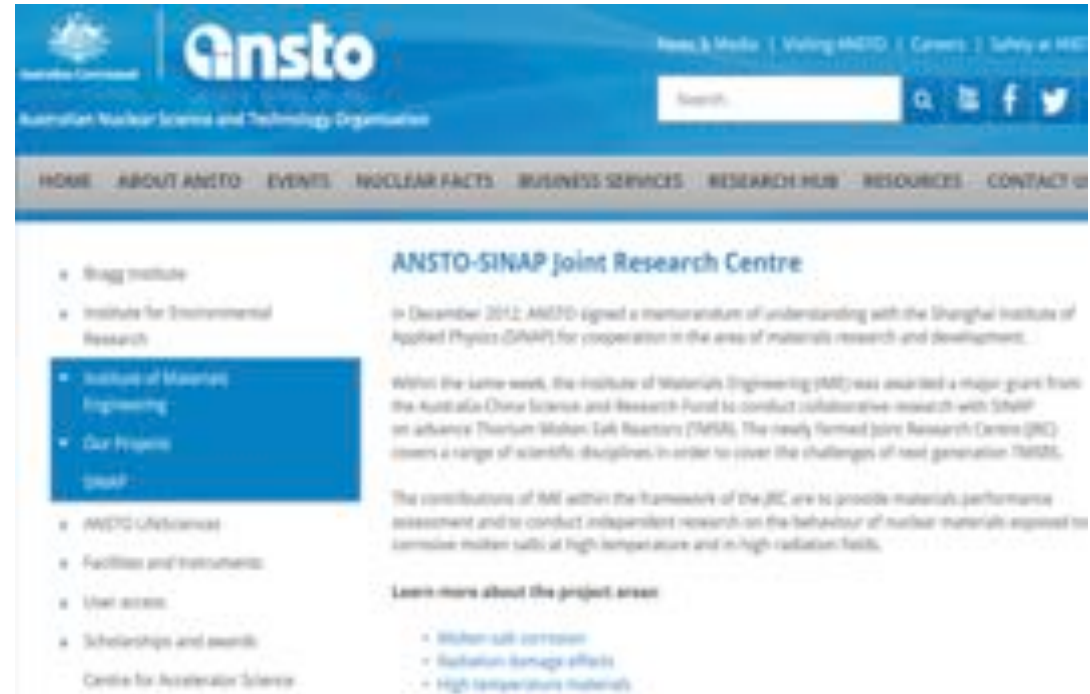 ansto
Australian Government
News & Media | Visiting ANSTO | Careers | Safety at
Search
Australian Nuclear Science and Technology Organisation
HOME ABOUT ANSTO EVENTS NUCLEAR FACTS BUSINESS SERVICES RESEARCH HUB RESOURCES CONTACT US
ANSTO-SINAP Joint Research Centre
Bragg Institute
Institute for Environmental
Research
Institute of Materials
Engineering
Our Projects
SINAP
ANSTO LifeSciences
Facilities and Instruments
User access
Scholarships and awards
Centre for Accelerator Science
In December 2012, ANSTO signed a memorandum of understanding with the Shanghai Institute of
Applied Physics (SINAP) for cooperation in the area of materials research and development.
Within the same week, the Institute of Materials Engineering (IME) was awarded a major grant from
the Australia-China Science and Research Fund to conduct collaborative research with SINAP
on advance Thorium Molten Salt Reactors (TMSR). The newly formed Joint Research Centre (JRC)
covers a range of scientific disciplines in order to cover the challenges of next generation TMSRs.
The contributions of IME within the framework of the JRC are to provide materials performance
assessment and to conduct independent research on the behaviour of nuclear materials exposed to
corrosive molten salts at high temperature and in high radiation fields.
Learn more about the project areas:
Molten salt corrosion
Radiation damage effects
High temperature materials